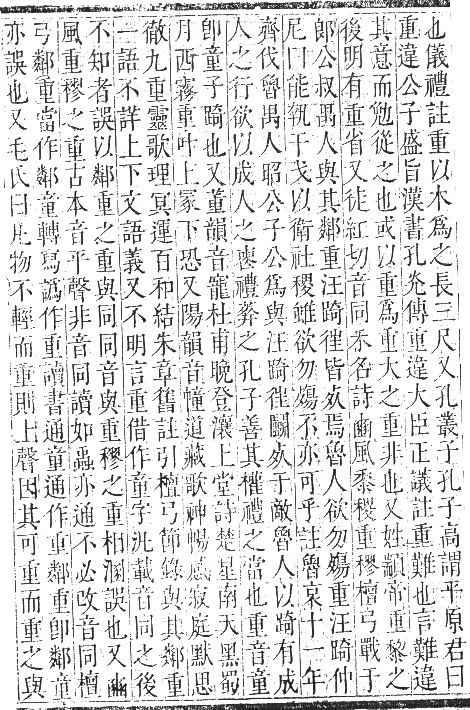 也儀禮註重以木爲之長三尺又孔叢子孔子高謂平原君曰
重違公子盛旨漢書孔光傳重違大臣正議註重難也言難違
其意而勉從之也或以重爲重大之重非也又姓顓帝重黎之
後明有重省又徒紅切音同禾名詩豳風黍稷重穋檀弓戰于
郎公叔禺人與其鄰重汪踦徃皆死焉魯人欲勿殤重汪踦仲
尼曰能執干戈以衛社稷雖欲勿殤不亦可乎註魯哀十一年
齊伐魯禺人昭公子公爲與汪踦徃鬭死于敵魯人以踦有成
人之行欲以成人之喪禮葬之孔子善其權禮之當也重音童
卽童子踦也又董韻音寵杜甫晚登瀼上堂詩楚星南天黑蜀
月西霧重叶上冡下恐又陽韻音幢道藏歌神暢感寂庭默思
徹九重靈歌理冥運百和結朱章舊註引檀弓節錄與其鄰重
一語不詳上下文語義又不明言重借作童字汎載音同之後
不知者誤以鄰重之重與同同音與重穋之重相溷誤也又豳
風重穋之重古本音平聲非音同讀如蟲亦通不必改音同檀
弓鄰重當作鄰童轉寫譌作重讀書通童通作重鄰重卽鄰童
亦誤也又毛氏曰凡物不輕而重則上聲因其可重而重之與